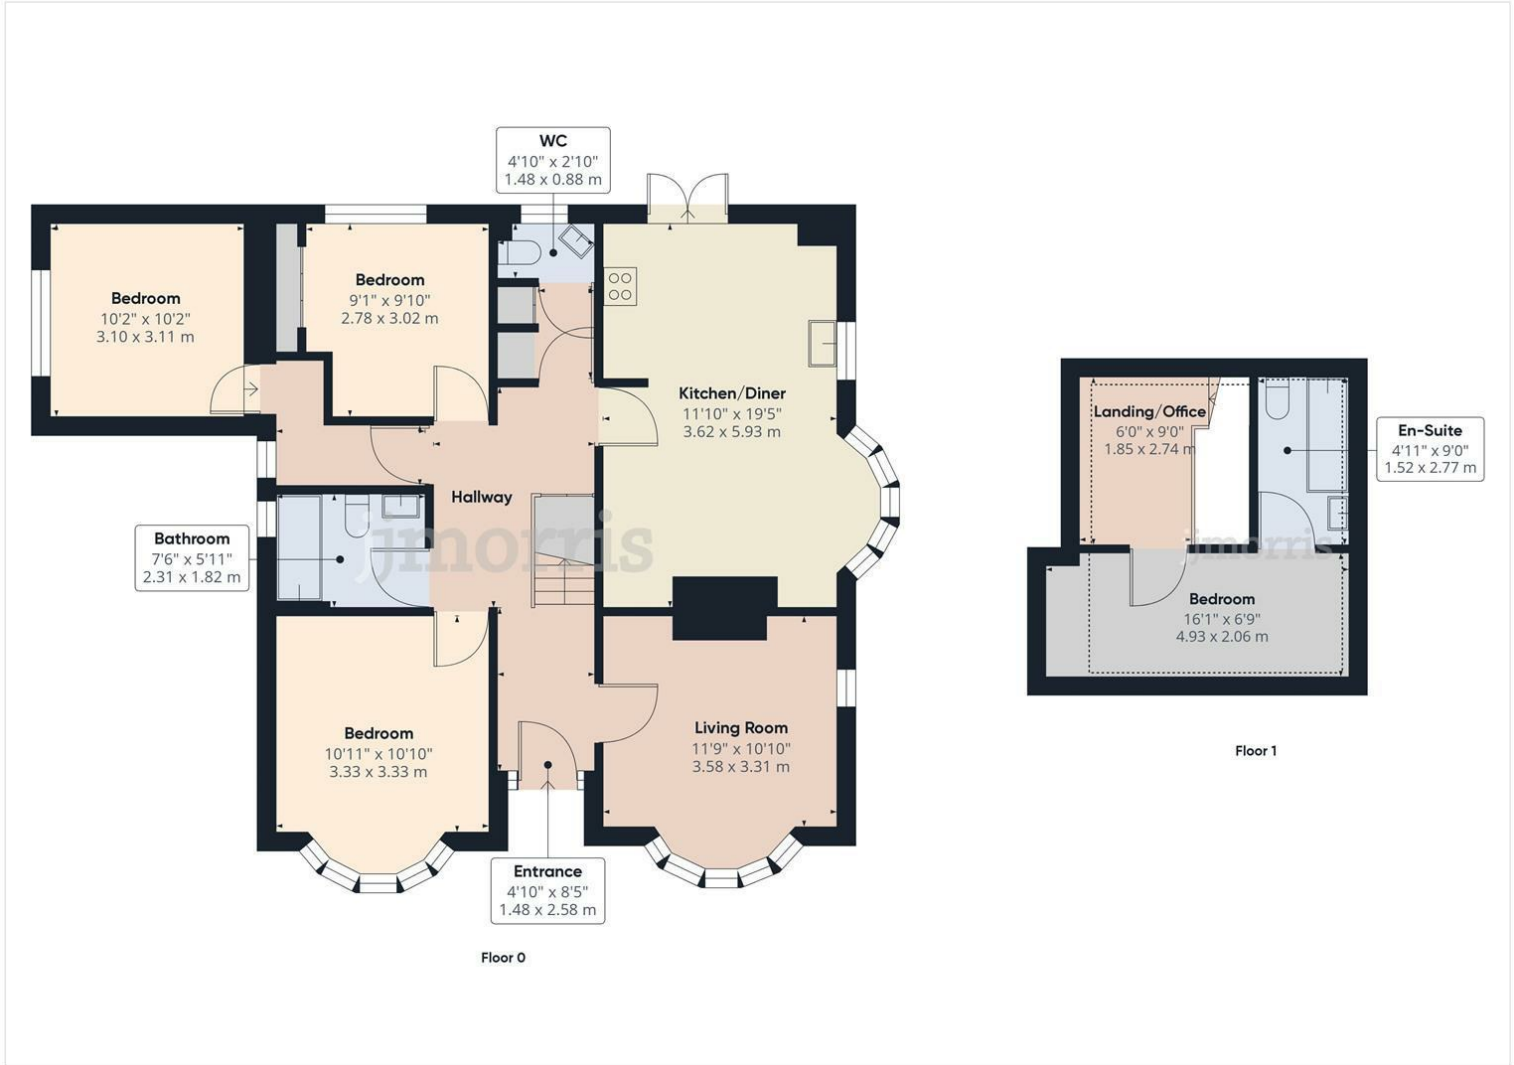 WC
4'10" x 2'10"
1.48 x 0.88 m
Bedroom
10'2" x 10'2"
3.10 x 3.11 m
Bedroom
9'1" x 9'10"
2.78 x 3.02 m
Kitchen/Diner
11'10" x 19'5"
3.62 x 5.93 m
Hallway
jjmorris
Bathroom
7'6" x 5'11"
2.31 x 1.82 m
Bedroom
10'11" x 10'10"
3.33 x 3.33 m
Living Room
11'9" x 10'10"
3.58 x 3.31 m
Entrance
4'10" x 8'5"
1.48 x 2.58 m
Floor 0
Landing/Office
6'0" x 9'0"
1.85 x 2.74 m
En-Suite
4'11" x 9'0"
1.52 x 2.77 m
jjmorris
Bedroom
16'1" x 6'9"
4.93 x 2.06 m
Floor 1